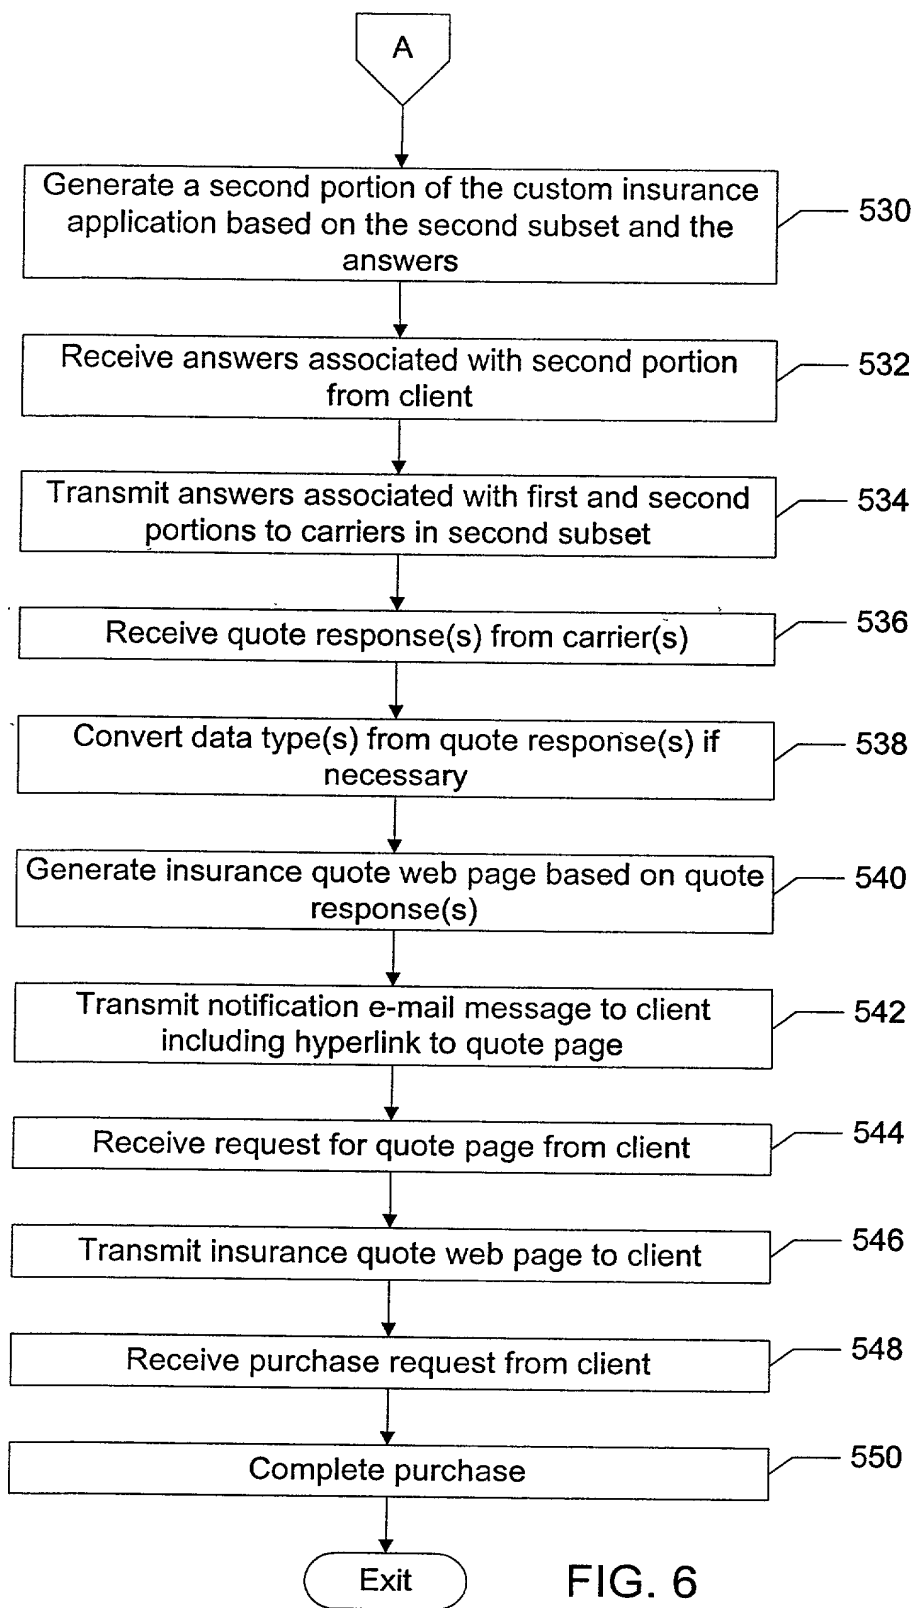 A
Generate a second portion of the custom insurance
application based on the second subset and the
answers
530
Receive answers associated with second portion
from client
532
Transmit answers associated with first and second
portions to carriers in second subset
534
Receive quote response(s) from carrier(s)
536
Convert data type(s) from quote response(s) if
necessary
538
Generate insurance quote web page based on quote
response(s)
540
Transmit notification e-mail message to client
including hyperlink to quote page
542
Receive request for quote page from client
544
Transmit insurance quote web page to client
546
Receive purchase request from client
548
Complete purchase
550
Exit
FIG. 6